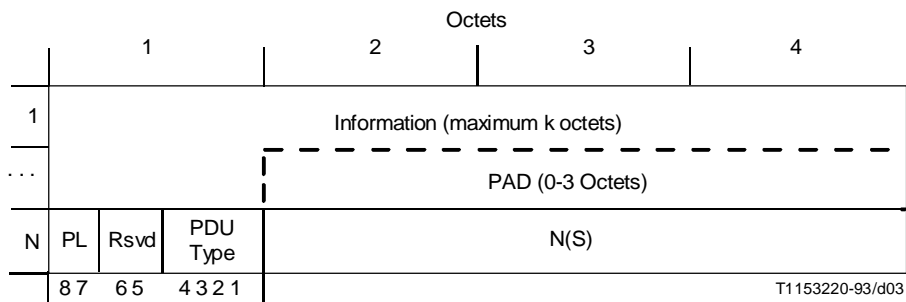 Octets
1 2 3 4
1 Information (maximum k octets)
. . . PAD (0-3 Octets)
N PL Rsvd PDU Type N(S)
8 7 6 5 4 3 2 1 T1153220-93/d03